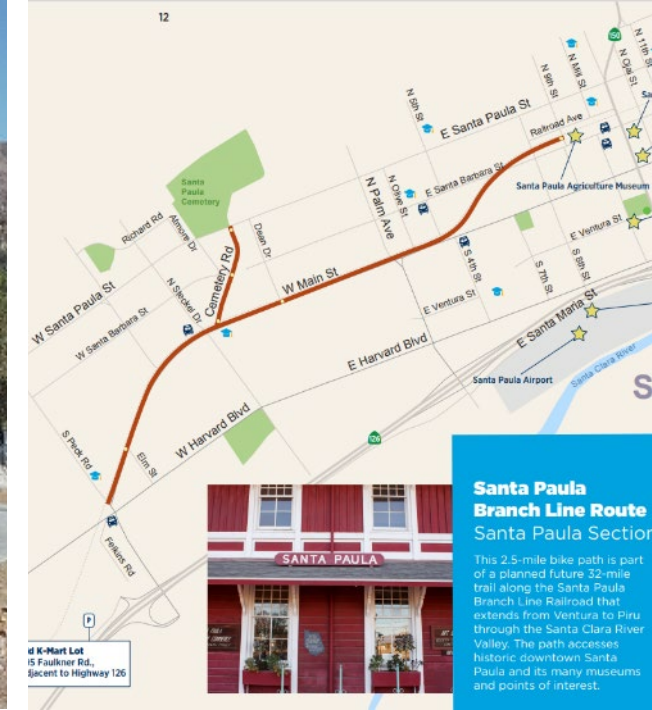 12
150
N 11th St
N Ojai St
N Mill St
N 9th St
Railroad Ave
N 5th St
E Santa Paula St
Santa Paula Agriculture Museum
E Santa Barbara St
N Olive St
N Palm Ave
Santa
Paula
Cemetery
Richard Rd
Atmore Dr
Dean Dr
Cemetery Rd
N Steckel Dr
W Main St
S 4th St
E Ventura St
S 7th St
S 8th St
E Ventura St
W Santa Paula St
W Santa Barbara St
E Harvard Blvd
E Santa Maria St
Santa Paula Airport
Santa Clara River
S
W Harvard Blvd
S Peck Rd
Elm St
126
Felkins Rd
P
d K-Mart Lot
Faulkner Rd.,
djacent to Highway 126
SANTA PAULA
Santa Paula
Branch Line Route
Santa Paula Section
This 2.5-mile bike path is part
of a planned future 32-mile
trail along the Santa Paula
Branch Line Railroad that
extends from Ventura to Piru
through the Santa Clara River
Valley. The path accesses
historic downtown Santa
Paula and its many museums
and points of interest.